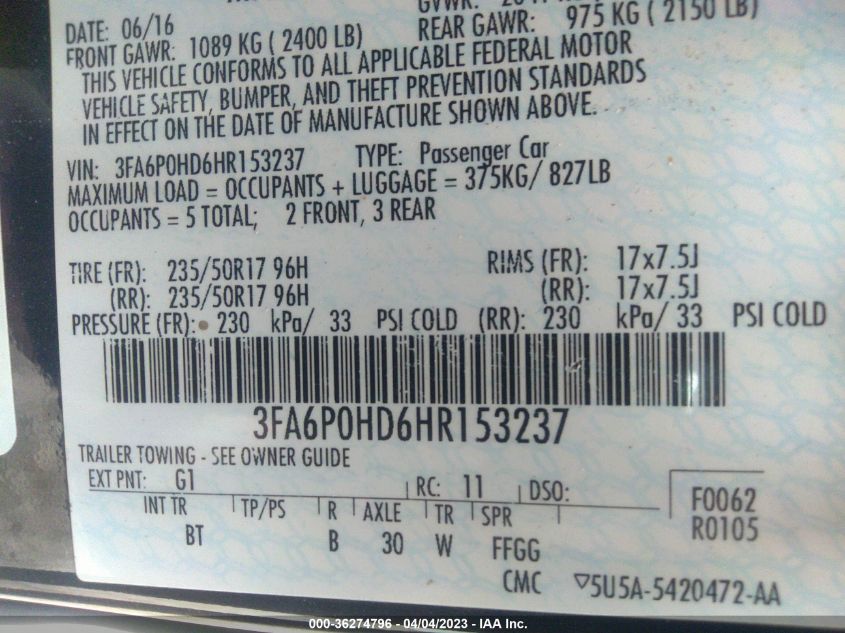 DATE: 06/16
GVWR:
FRONT GAWR: 1089 KG ( 2400 LB) REAR GAWR: 975 KG ( 2150 LB)
THIS VEHICLE CONFORMS TO ALL APPLICABLE FEDERAL MOTOR
VEHICLE SAFETY, BUMPER, AND THEFT PREVENTION STANDARDS
IN EFFECT ON THE DATE OF MANUFACTURE SHOWN ABOVE.
VIN: 3FA6P0HD6HR153237 TYPE: Passenger Car
MAXIMUM LOAD = OCCUPANTS + LUGGAGE = 375KG/ 827LB
OCCUPANTS = 5 TOTAL; 2 FRONT, 3 REAR
TIRE (FR): 235/50R17 96H RIMS (FR): 17x7.5J
(RR): 235/50R17 96H (RR): 17x7.5J
PRESSURE (FR): 230 kPa/ 33 PSI COLD (RR): 230 kPa/ 33 PSI COLD
3FA6P0HD6HR153237
TRAILER TOWING - SEE OWNER GUIDE
EXT PNT: G1 RC: 11 DSO:
INT TR TP/PS R AXLE TR SPR
BT B 30 W FFGG
F0062
R0105
CMC ▽5U5A-5420472-AA
000-36274796 - 04/04/2023 - IAA Inc.